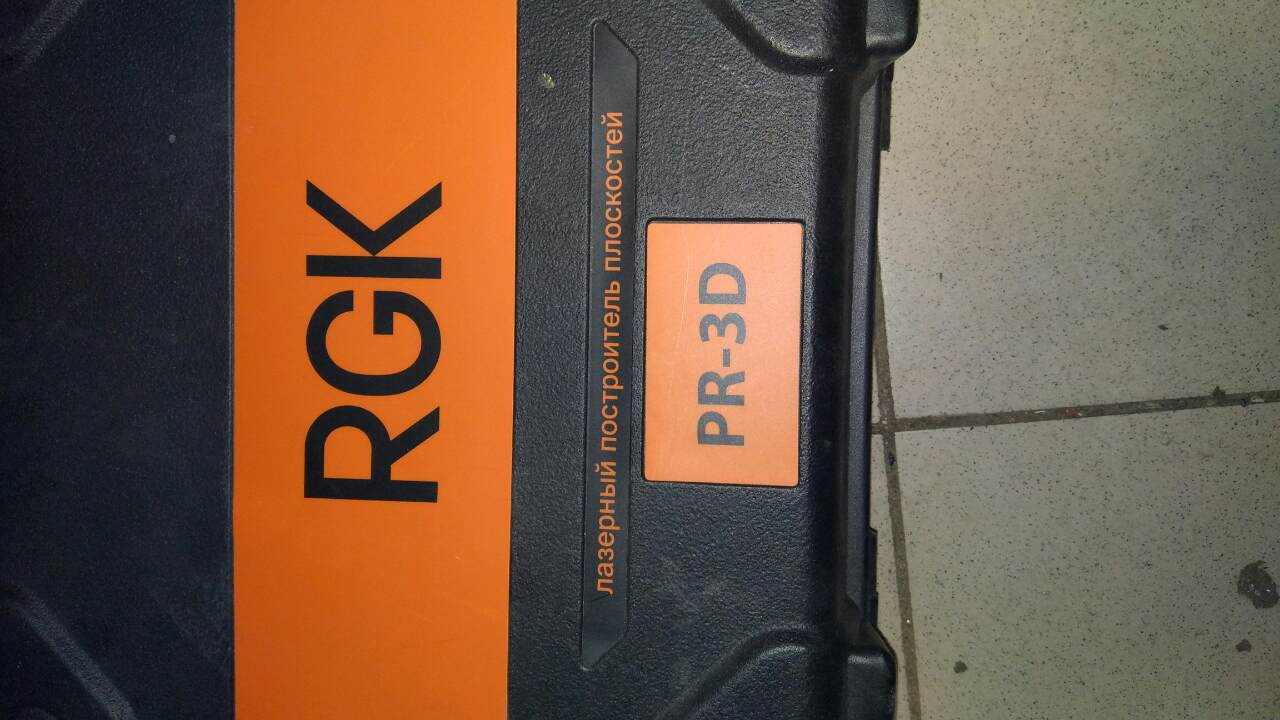 RGK
лазерный построитель плоскостей
PR-3D